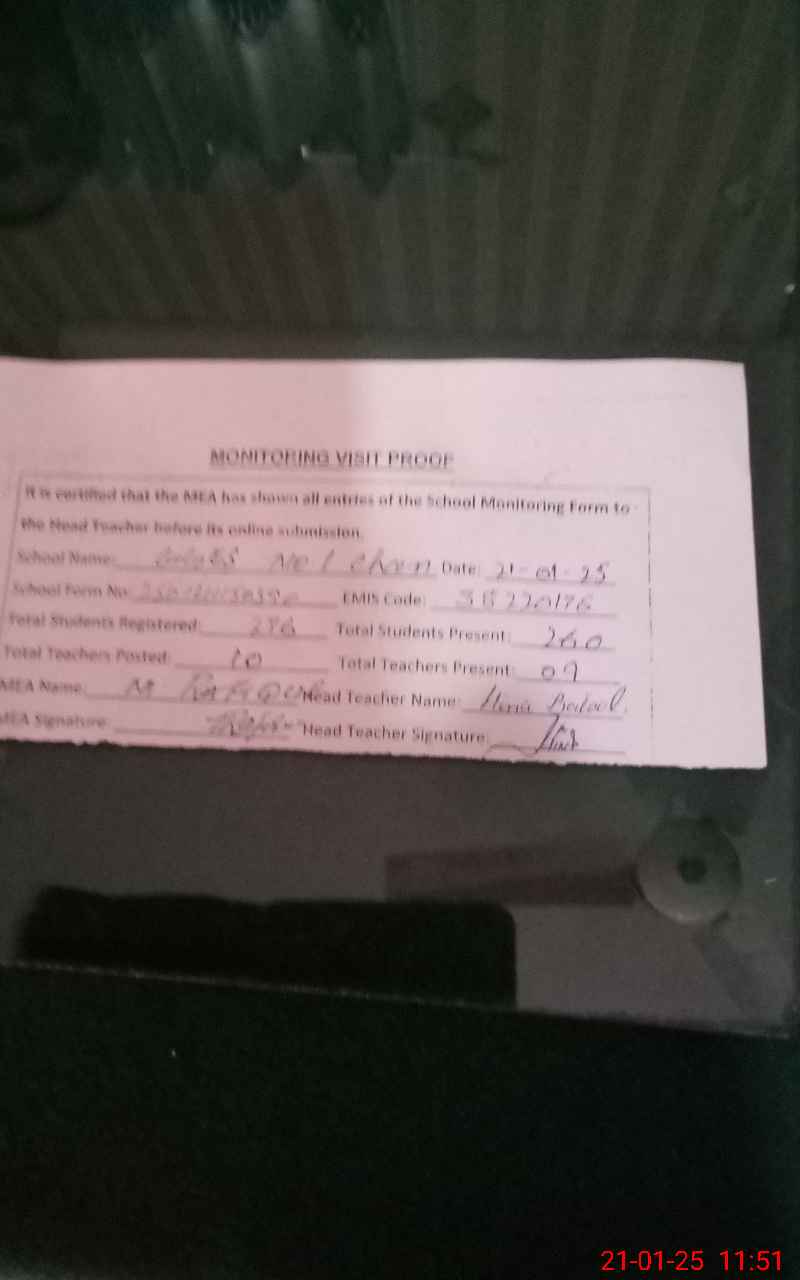 MONITORING VISIT PROOF
It is certified that the MEA has shown all entries of the School Monitoring Form to
the Head Teacher before its online submission.
School Name: Chan Date: 21-01-25
School Form No: EMIS Code: 38220176
Total Students Registered: 276 Total Students Present: 260
Total Teachers Posted: 10 Total Teachers Present: 09
MEA Name: M Head Teacher Name:
MEA Signature: Head Teacher Signature:
21-01-25 11:51